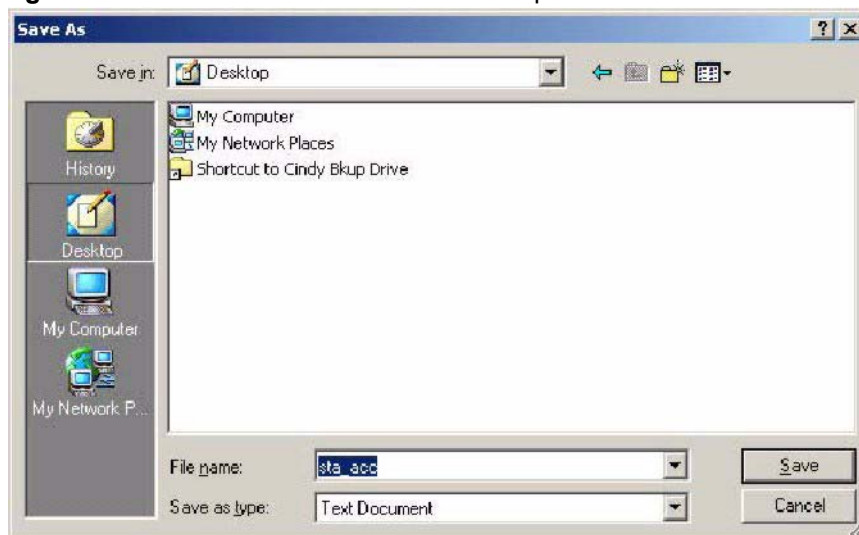 Save As
Save in: Desktop
My Computer
My Network Places
Shortcut to Cindy Bkup Drive
History
Desktop
My Computer
My Network P...
File name: sta_acc
Save
Save as type: Text Document
Cancel